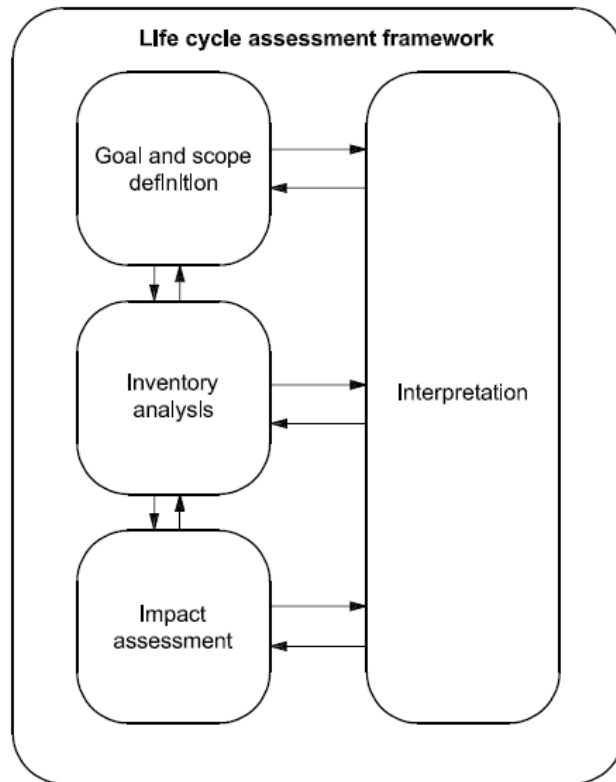 Life cycle assessment framework
Goal and scope
definition
Inventory
analysis
Interpretation
Impact
assessment